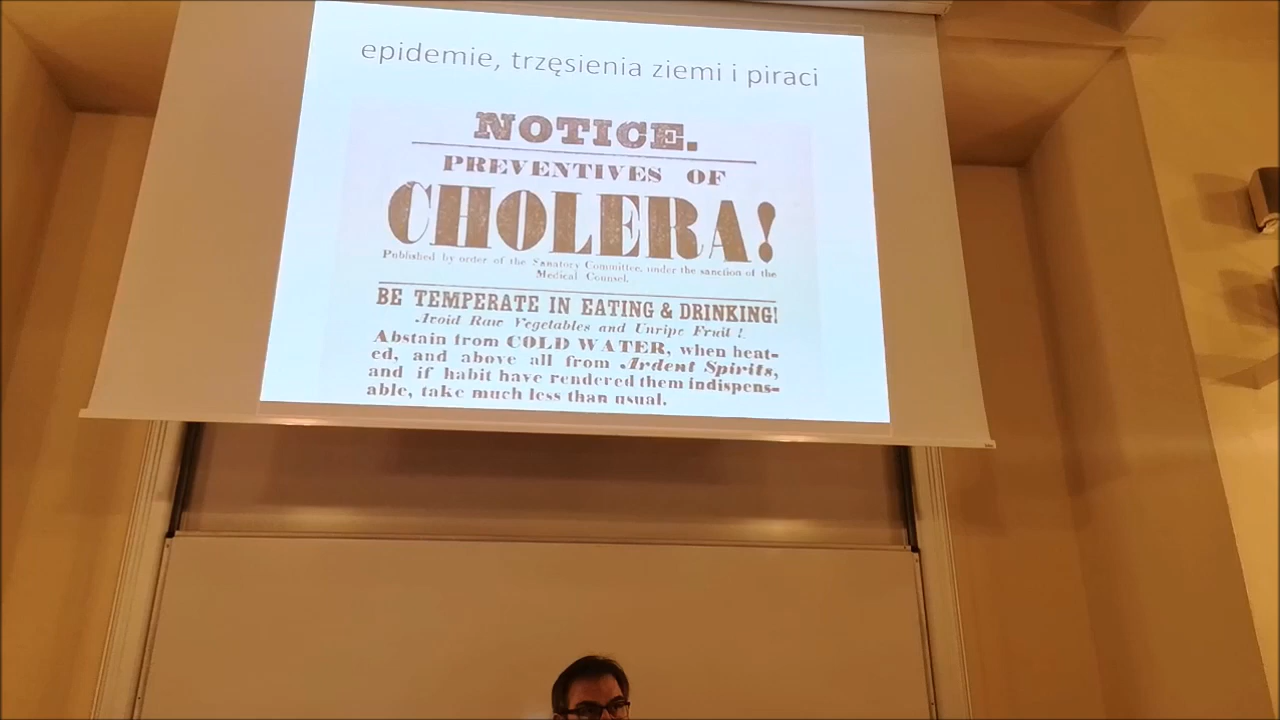 epidemie, trzęsienia ziemi i piraci
NOTICE.
PREVENTIVES OF
CHOLERA!
Published by order of the Sanatory Committee, under the sanction of the
Medical Counsel.
BE TEMPERATE IN EATING & DRINKING!
Avoid Raw Vegetables and Unripe Fruit !
Abstain from COLD WATER, when heat-
ed, and above all from Ardent Spirits,
and if habit have rendered them indispens-
able, take much less than usual.